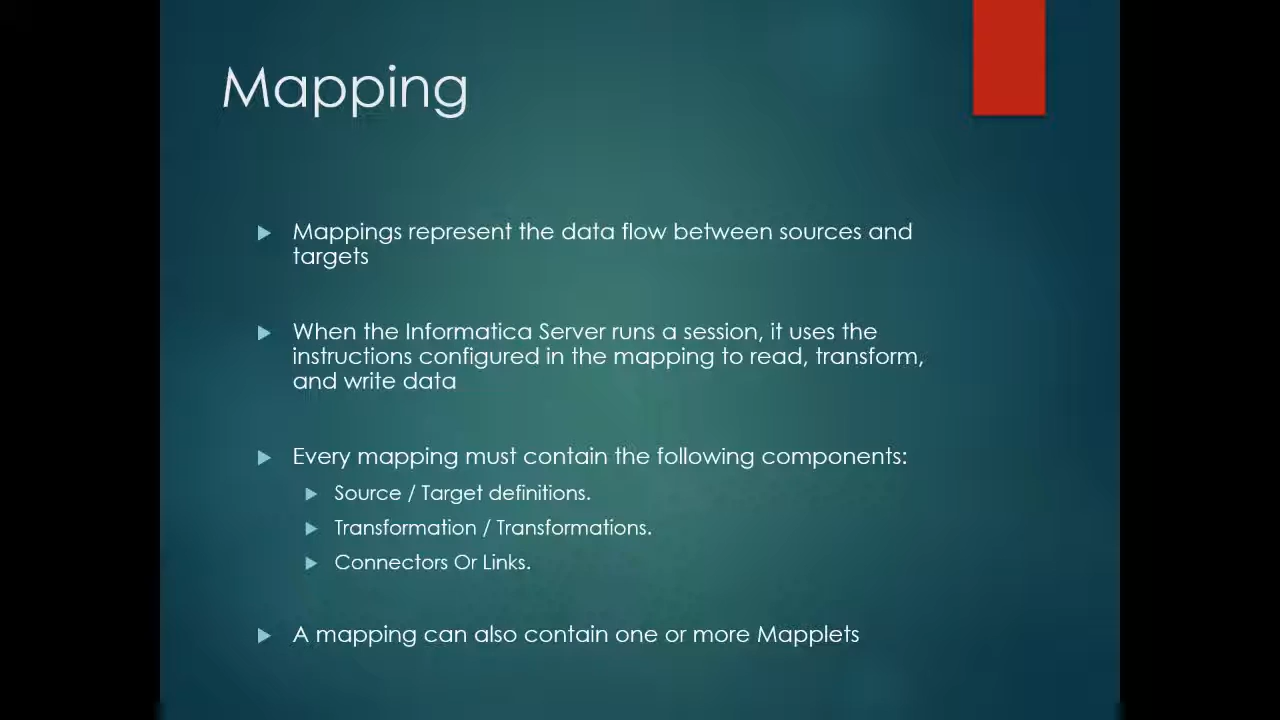 Mapping
Mappings represent the data flow between sources and
targets
When the Informatica Server runs a session, it uses the
instructions configured in the mapping to read, transform,
and write data
Every mapping must contain the following components:
Source / Target definitions.
Transformation / Transformations.
Connectors Or Links.
A mapping can also contain one or more Mapplets